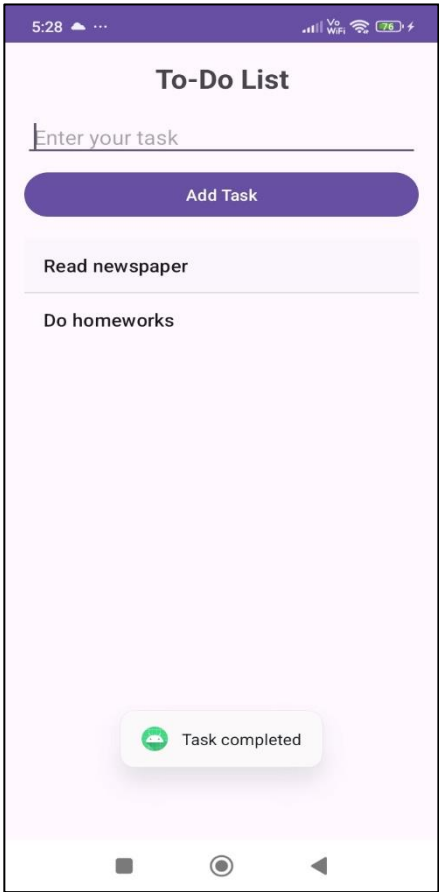 5:28
Vo
WiFi
76
To-Do List
Enter your task
Add Task
Read newspaper
Do homeworks
Task completed